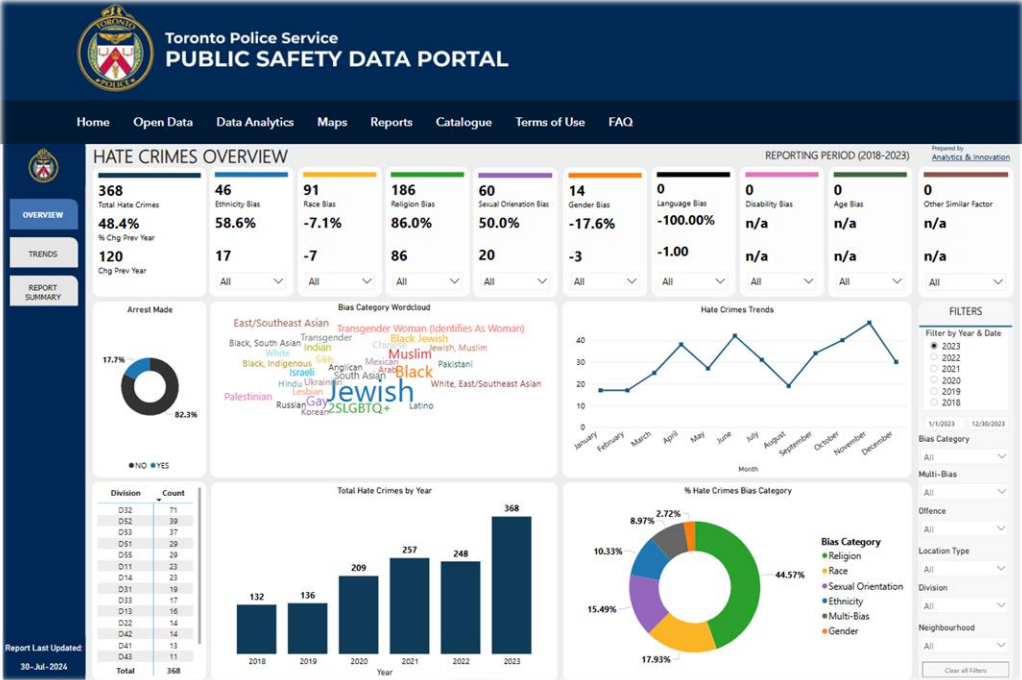 TORONTO
POLICE
Toronto Police Service
PUBLIC SAFETY DATA PORTAL
Home Open Data Data Analytics Maps Reports Catalogue Terms of Use FAQ
HATE CRIMES OVERVIEW
REPORTING PERIOD (2018-2023)
Prepared by
Analytics & Innovation
OVERVIEW
TRENDS
REPORT
SUMMARY
368 46 91 186 60 14 0 0 0 0
Total Hate Crimes Ethnicity Bias Race Bias Religion Bias Sexual Orienation Bias Gender Bias Language Bias Disability Bias Age Bias Other Similar Factor
48.4% 58.6% -7.1% 86.0% 50.0% -17.6% -100.00% n/a n/a n/a
% Chg Prev Year
120 17 -7 86 20 -3 -1.00 n/a n/a n/a
Chg Prev Year
All All All All All All All All All
Arrest Made
17.7%
82.3%
NO YES
Bias Category Wordcloud
East/Southeast Asian
Transgender Woman (Identifies As Woman)
Transgender
Black Jewish
Black, South Asian
Indian
Chinese
Jewish, Muslim
White
Sikh
Muslim
Black, Indigenous
Anglican
Mexican
Pakistani
Israeli
South Asian
Arab
Black
Hindu
Ukrainian
White, East/Southeast Asian
Lesbian
Jewish
Palestinian
Russian
Gay
2SLGBTQ+
Latino
Korean
Hate Crimes Trends
40
30
20
10
0
January February March April May June July August September October November December
Month
FILTERS
Filter by Year & Date
2023
2022
2021
2020
2019
2018
1/1/2023 12/30/2023
Bias Category
All
Multi-Bias
All
Offence
All
Location Type
All
Division
All
Neighbourhood
All
Clear all Filters
Division Count
D32 71
D52 39
D53 37
D51 29
D55 29
D11 23
D14 23
D31 19
D33 17
D13 16
D22 14
D42 14
D41 13
D43 11
Total 368
Total Hate Crimes by Year
132 136 209 257 248 368
2018 2019 2020 2021 2022 2023
Year
% Hate Crimes Bias Category
2.72%
8.97%
10.33%
15.49%
17.93%
44.57%
Bias Category
Religion
Race
Sexual Orientation
Ethnicity
Multi-Bias
Gender
Report Last Updated:
30-Jul-2024